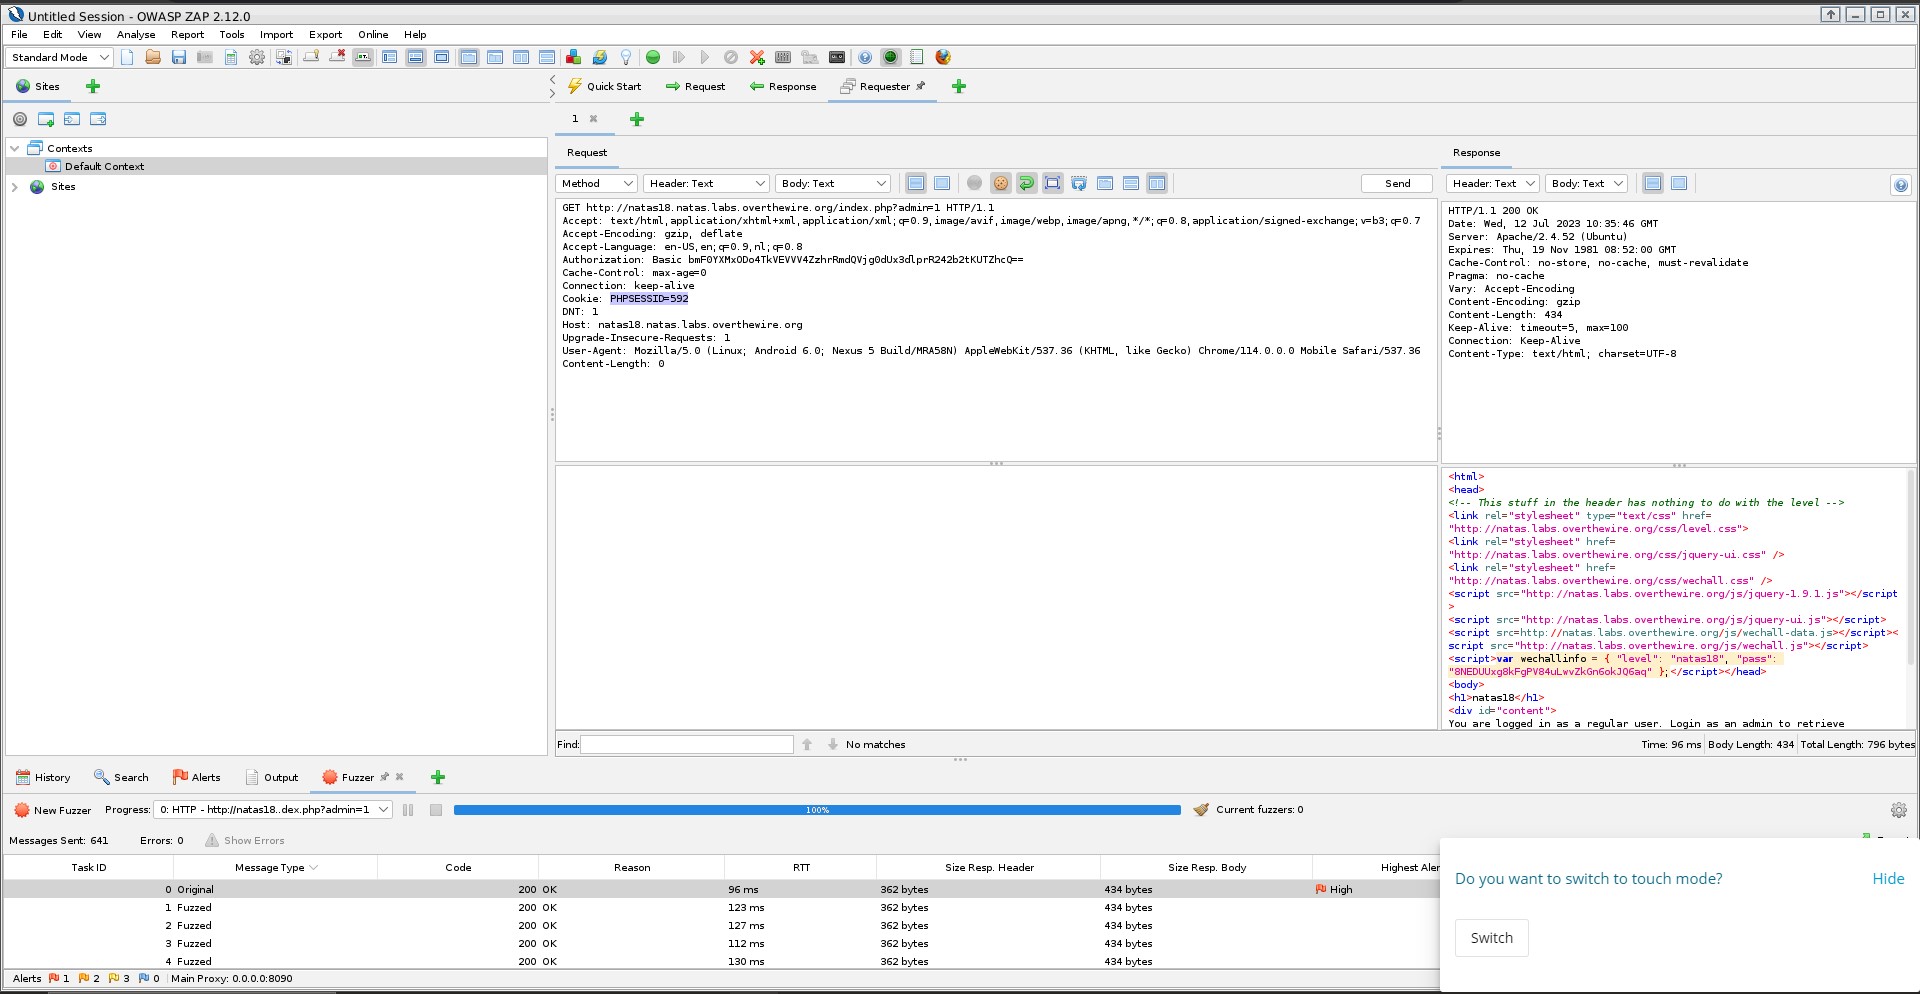 Untitled Session - OWASP ZAP 2.12.0
File Edit View Analyse Report Tools Import Export Online Help
Standard Mode
Sites
Quick Start Request Response Requester
1
Contexts
Default Context
Sites
Request
Method Header: Text Body: Text Send
GET http://natas18.natas.labs.overthewire.org/index.php?admin=1 HTTP/1.1
Accept: text/html,application/xhtml+xml,application/xml;q=0.9,image/avif,image/webp,image/apng,*/*;q=0.8,application/signed-exchange;v=b3;q=0.7
Accept-Encoding: gzip, deflate
Accept-Language: en-US,en;q=0.9,nl;q=0.8
Authorization: Basic
Cache-Control: max-age=0
Connection: keep-alive
Cookie: PHPSESSID=592
DNT: 1
Host: natas18.natas.labs.overthewire.org
Upgrade-Insecure-Requests: 1
User-Agent: Mozilla/5.0 (Linux; Android 6.0; Nexus 5 Build/MRA58N) AppleWebKit/537.36 (KHTML, like Gecko) Chrome/114.0.0.0 Mobile Safari/537.36
Content-Length: 0
Response
Header: Text Body: Text
HTTP/1.1 200 OK
Date: Wed, 12 Jul 2023 10:35:46 GMT
Server: Apache/2.4.52 (Ubuntu)
Expires: Thu, 19 Nov 1981 08:52:00 GMT
Cache-Control: no-store, no-cache, must-revalidate
Pragma: no-cache
Vary: Accept-Encoding
Content-Encoding: gzip
Content-Length: 434
Keep-Alive: timeout=5, max=100
Connection: Keep-Alive
Content-Type: text/html; charset=UTF-8
<html>
<head>
<!-- This stuff in the header has nothing to do with the level -->
<link rel="stylesheet" type="text/css" href=
"http://natas.labs.overthewire.org/css/level.css">
<link rel="stylesheet" href=
"http://natas.labs.overthewire.org/css/jquery-ui.css" />
<link rel="stylesheet" href=
"http://natas.labs.overthewire.org/css/wechall.css" />
<script src="http://natas.labs.overthewire.org/js/jquery-1.9.1.js"></script
>
<script src="http://natas.labs.overthewire.org/js/jquery-ui.js"></script>
<script src=http://natas.labs.overthewire.org/js/wechall-data.js></script><
script src="http://natas.labs.overthewire.org/js/wechall.js"></script>
<script>var wechallinfo = { "level": "natas18", "pass":
"8NEDUUxg8kFgPV84uLwvZkGn6okJQ6aq" };</script></head>
<body>
<h1>natas18</h1>
<div id="content">
You are logged in as a regular user. Login as an admin to retrieve
Find: No matches Time: 96 ms Body Length: 434 Total Length: 796 bytes
History Search Alerts Output Fuzzer
New Fuzzer Progress: 0: HTTP - http://natas18..dex.php?admin=1 100% Current fuzzers: 0
Messages Sent: 641 Errors: 0 Show Errors
Task ID Message Type Code Reason RTT Size Resp. Header Size Resp. Body Highest Aler
0 Original 200 OK 96 ms 362 bytes 434 bytes High
1 Fuzzed 200 OK 123 ms 362 bytes 434 bytes
2 Fuzzed 200 OK 127 ms 362 bytes 434 bytes
3 Fuzzed 200 OK 112 ms 362 bytes 434 bytes
4 Fuzzed 200 OK 130 ms 362 bytes 434 bytes
Do you want to switch to touch mode? Hide
Switch
Alerts 1 2 3 0 Main Proxy: 0.0.0.0:8090